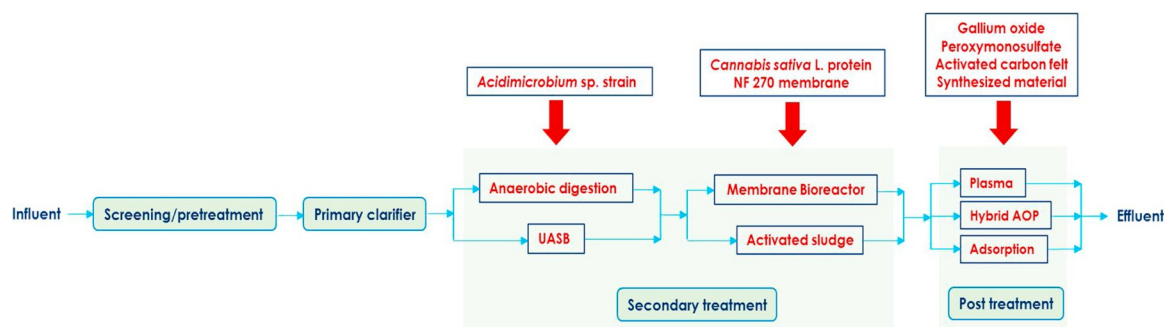 Gallium oxide
Peroxymonosulfate
Activated carbon felt
Synthesized material
Cannabis sativa L. protein
NF 270 membrane
Acidimicrobium sp. strain
Influent
Screening/pretreatment
Primary clarifier
Anaerobic digestion
UASB
Membrane Bioreactor
Activated sludge
Plasma
Hybrid AOP
Adsorption
Effluent
Secondary treatment
Post treatment